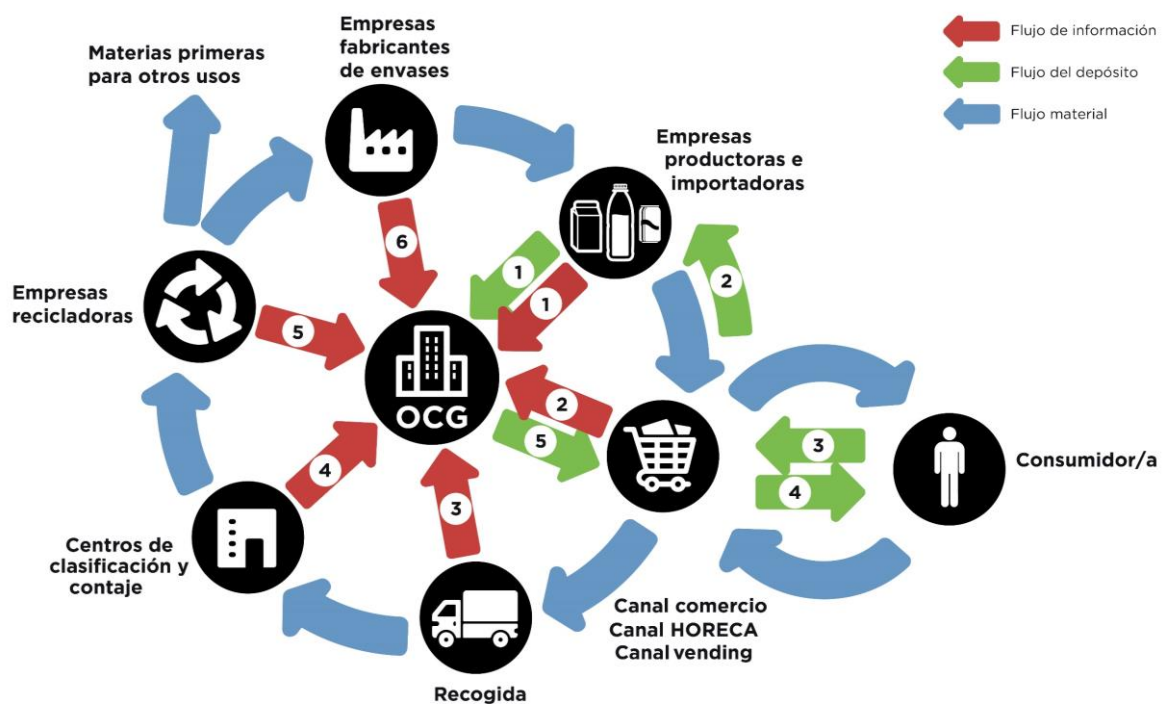 Empresas
fabricantes
de envases
Materias primeras
para otros usos
Flujo de información
Flujo del depósito
Flujo material
Empresas
productoras e
importadoras
6
1
1
2
Empresas
recicladoras
5
OCG
2
5
3
4
Consumidor/a
4
3
Centros de
clasificación y
contaje
Canal comercio
Canal HORECA
Canal vending
Recogida